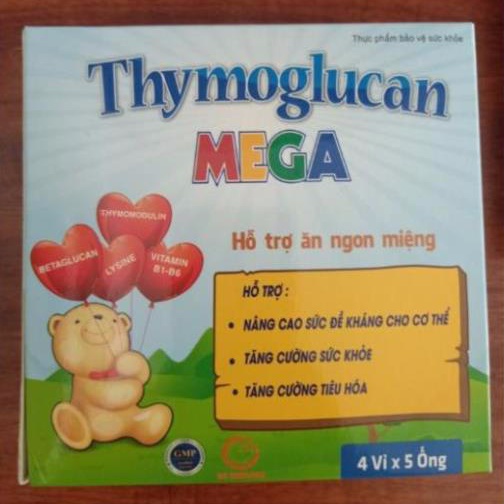 Thực phẩm bảo vệ sức khỏe
Thymoglucan
MEGA
Hỗ trợ ăn ngon miệng
THYMOMODULIN
BETAGLUCAN
LYSINE
VITAMIN
B1-B6
HỖ TRỢ :
• NÂNG CAO SỨC ĐỀ KHÁNG CHO CƠ THỂ
• TĂNG CƯỜNG SỨC KHỎE
• TĂNG CƯỜNG TIÊU HÓA
GMP
4 Vỉ x 5 Ống